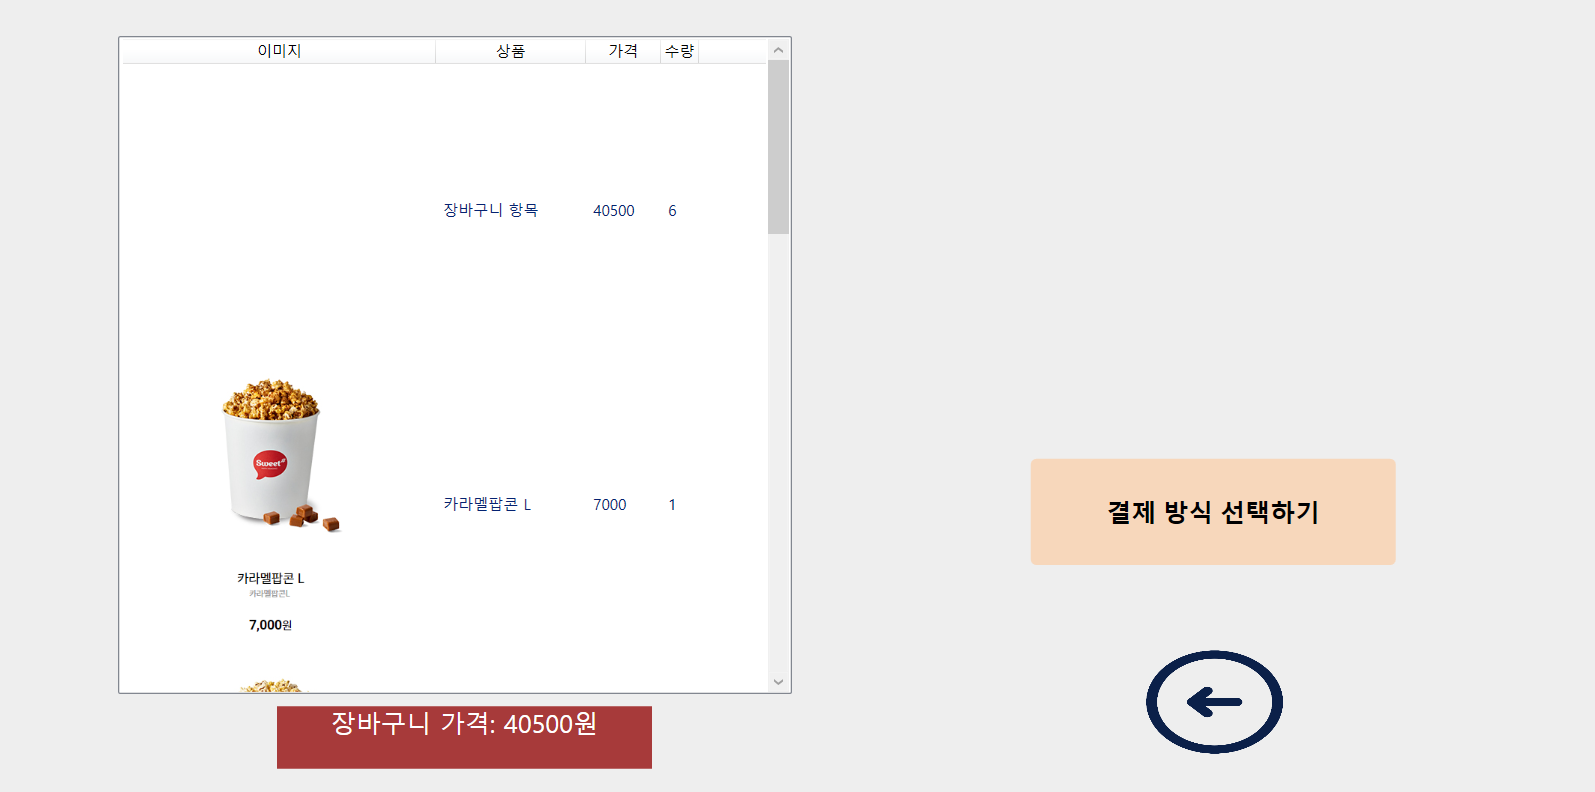 이미지 상품 가격 수량
장바구니 항목 40500 6
Sweet
카라멜팝콘 L 7000 1
카라멜팝콘 L
카라멜팝콘L
7,000원
장바구니 가격: 40500원
결제 방식 선택하기